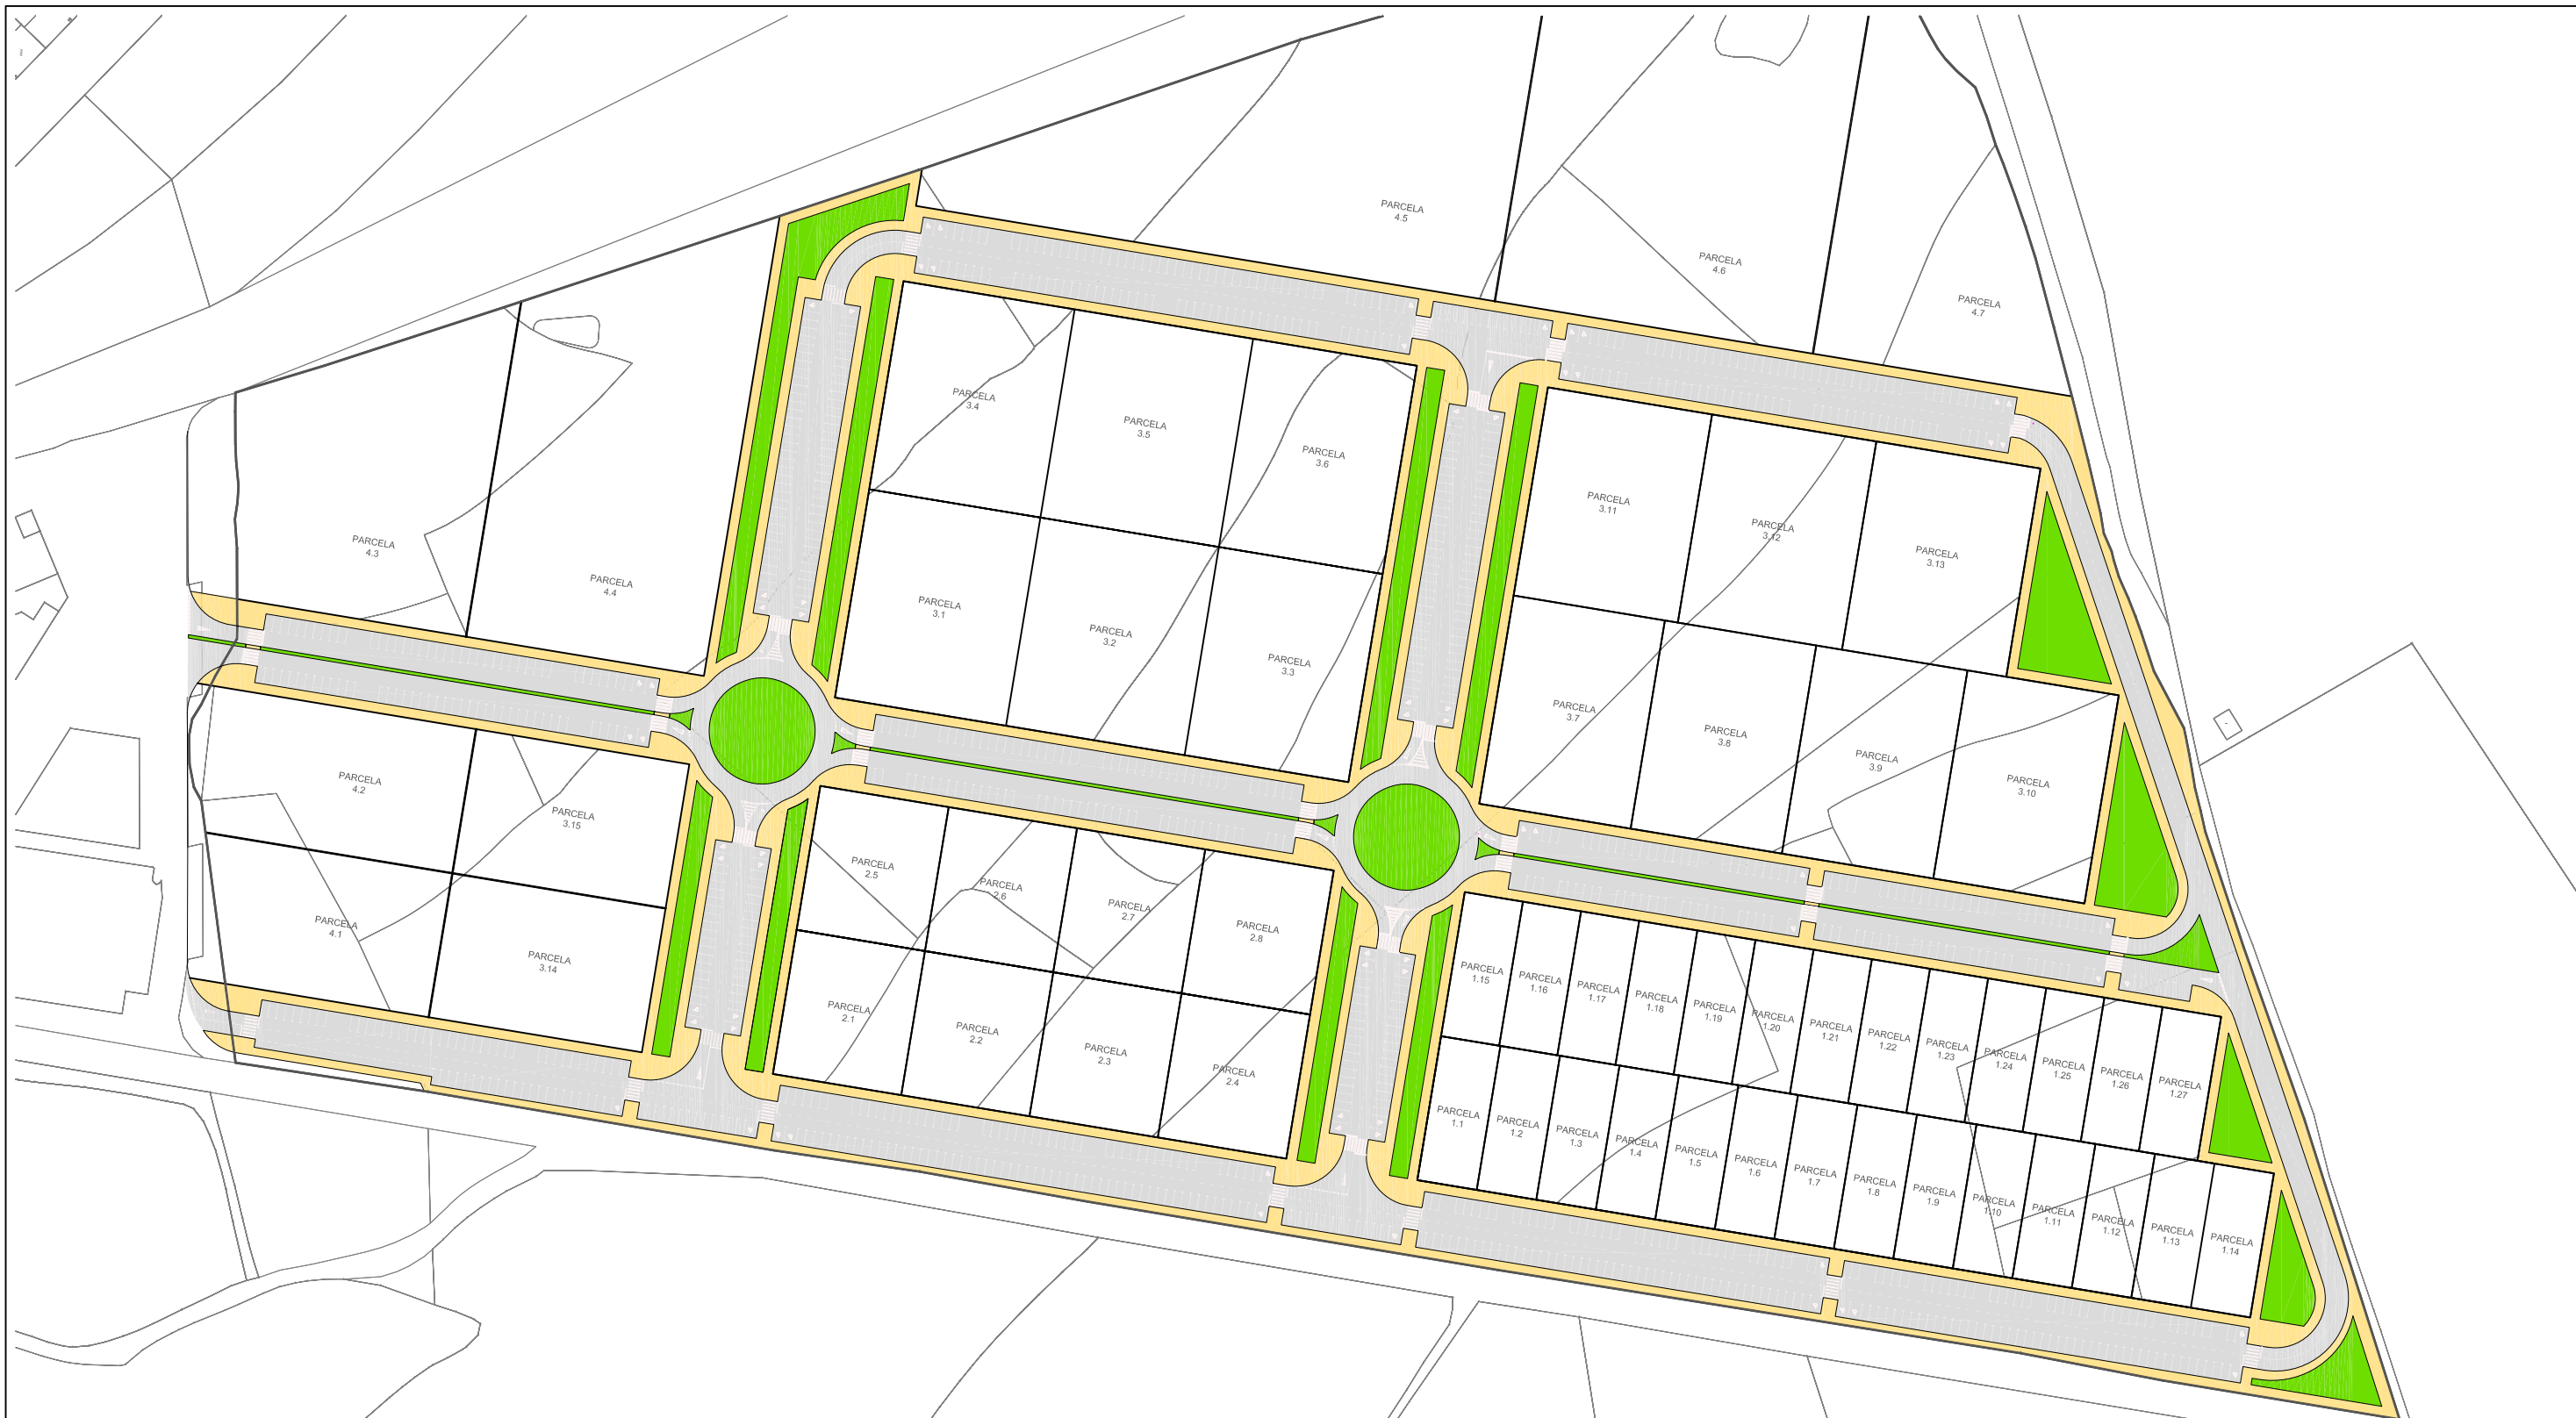 PARCELA
4.5
PARCELA
4.6
PARCELA
4.7
PARCELA
3.4
PARCELA
3.5
PARCELA
3.6
PARCELA
3.11
PARCELA
3.12
PARCELA
3.13
PARCELA
4.3
PARCELA
4.4
PARCELA
3.1
PARCELA
3.2
PARCELA
3.3
PARCELA
3.7
PARCELA
3.8
PARCELA
3.9
PARCELA
3.10
PARCELA
4.2
PARCELA
3.15
PARCELA
4.1
PARCELA
3.14
PARCELA
2.5
PARCELA
2.6
PARCELA
2.7
PARCELA
2.8
PARCELA
2.1
PARCELA
2.2
PARCELA
2.3
PARCELA
2.4
PARCELA
1.15
PARCELA
1.16
PARCELA
1.17
PARCELA
1.18
PARCELA
1.19
PARCELA
1.20
PARCELA
1.21
PARCELA
1.22
PARCELA
1.23
PARCELA
1.24
PARCELA
1.25
PARCELA
1.26
PARCELA
1.27
PARCELA
1.1
PARCELA
1.2
PARCELA
1.3
PARCELA
1.4
PARCELA
1.5
PARCELA
1.6
PARCELA
1.7
PARCELA
1.8
PARCELA
1.9
PARCELA
1.10
PARCELA
1.11
PARCELA
1.12
PARCELA
1.13
PARCELA
1.14